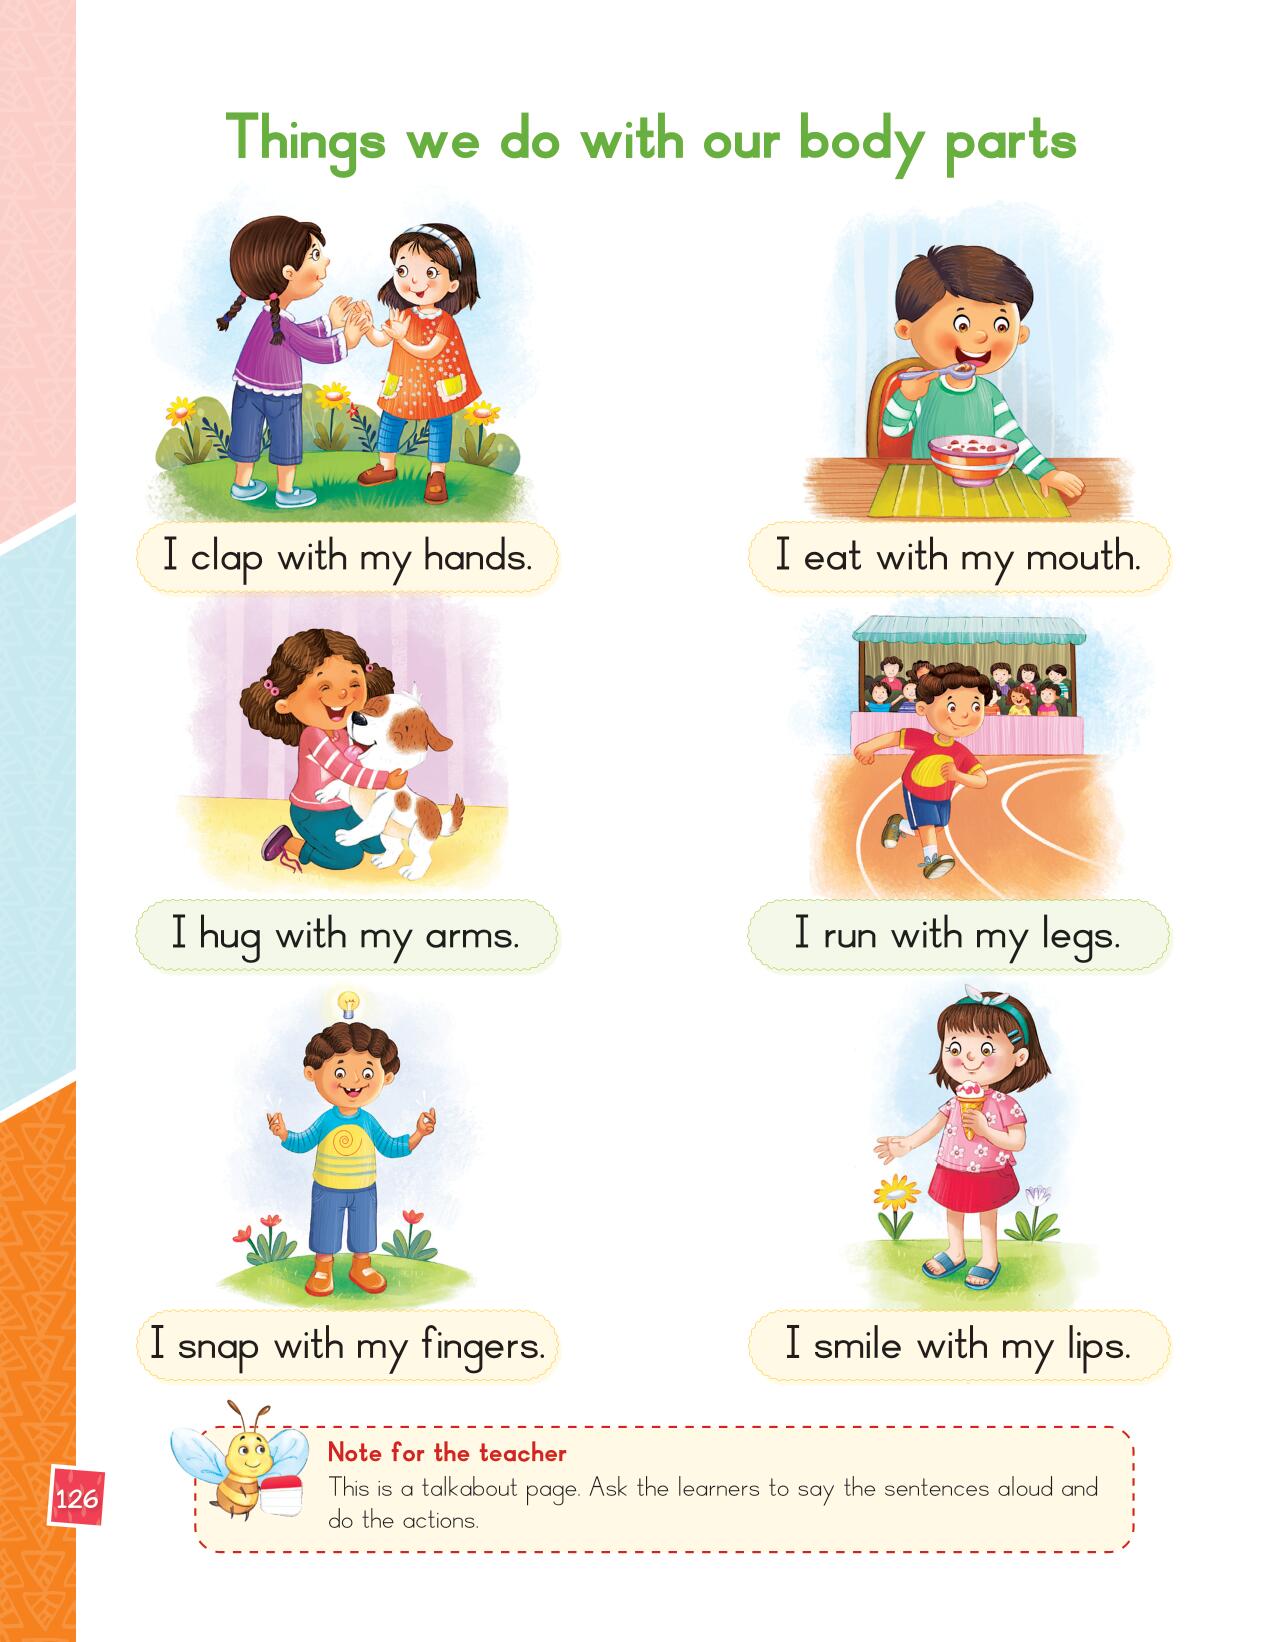 Things we do with our body parts
I clap with my hands.
I eat with my mouth.
I hug with my arms.
I run with my legs.
I snap with my fingers.
I smile with my lips.
Note for the teacher
This is a talkabout page. Ask the learners to say the sentences aloud and
do the actions.
126